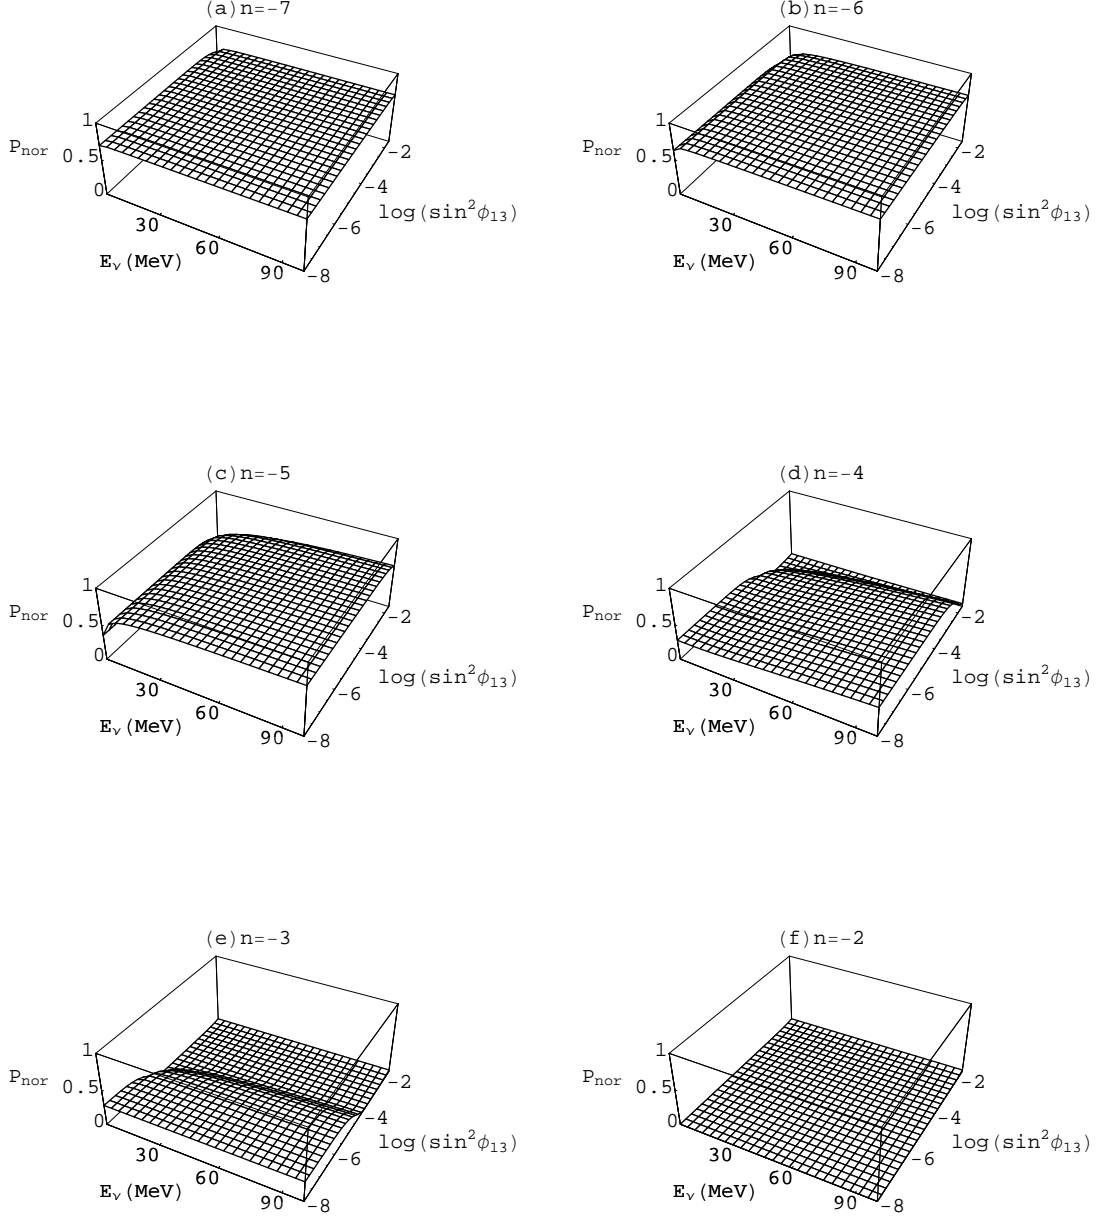 (a)n=-7
1
P_nor 0.5
0
30
60
90
E_ν(MeV)
-2
-4
-6
-8
log(sin²ϕ₁₃)
(b)n=-6
1
P_nor 0.5
0
30
60
90
E_ν(MeV)
-2
-4
-6
-8
log(sin²ϕ₁₃)
(c)n=-5
1
P_nor 0.5
0
30
60
90
E_ν(MeV)
-2
-4
-6
-8
log(sin²ϕ₁₃)
(d)n=-4
1
P_nor 0.5
0
30
60
90
E_ν(MeV)
-2
-4
-6
-8
log(sin²ϕ₁₃)
(e)n=-3
1
P_nor 0.5
0
30
60
90
E_ν(MeV)
-2
-4
-6
-8
log(sin²ϕ₁₃)
(f)n=-2
1
P_nor 0.5
0
30
60
90
E_ν(MeV)
-2
-4
-6
-8
log(sin²ϕ₁₃)